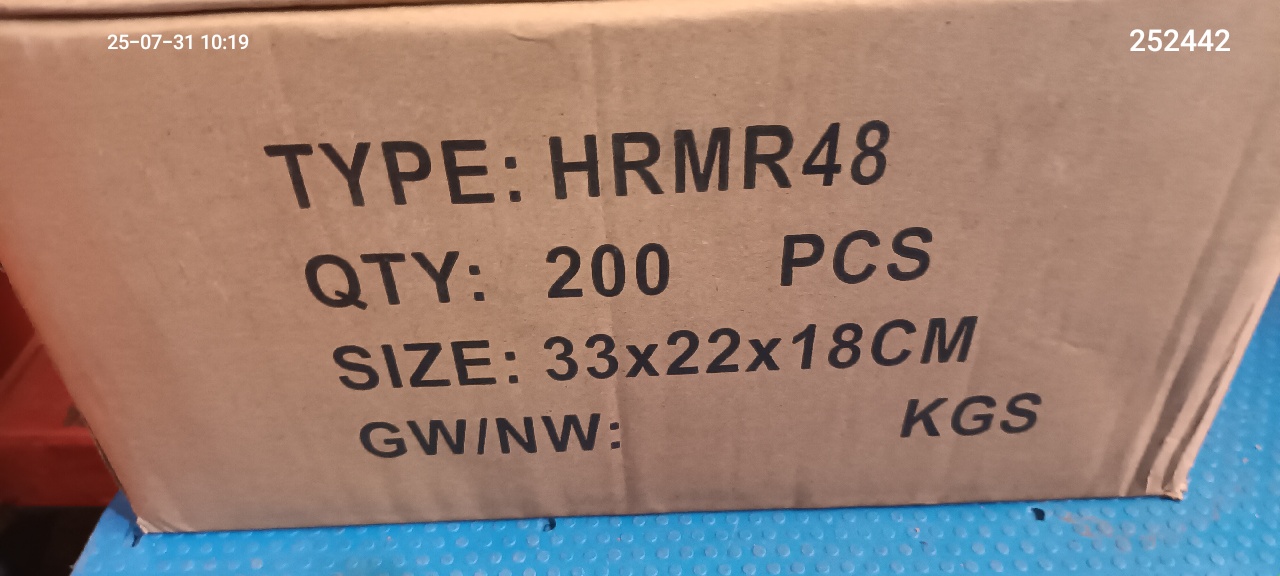 25-07-31 10:19
252442
TYPE: HRMR48
QTY: 200 PCS
SIZE: 33x22x18CM
GW/NW: KGS